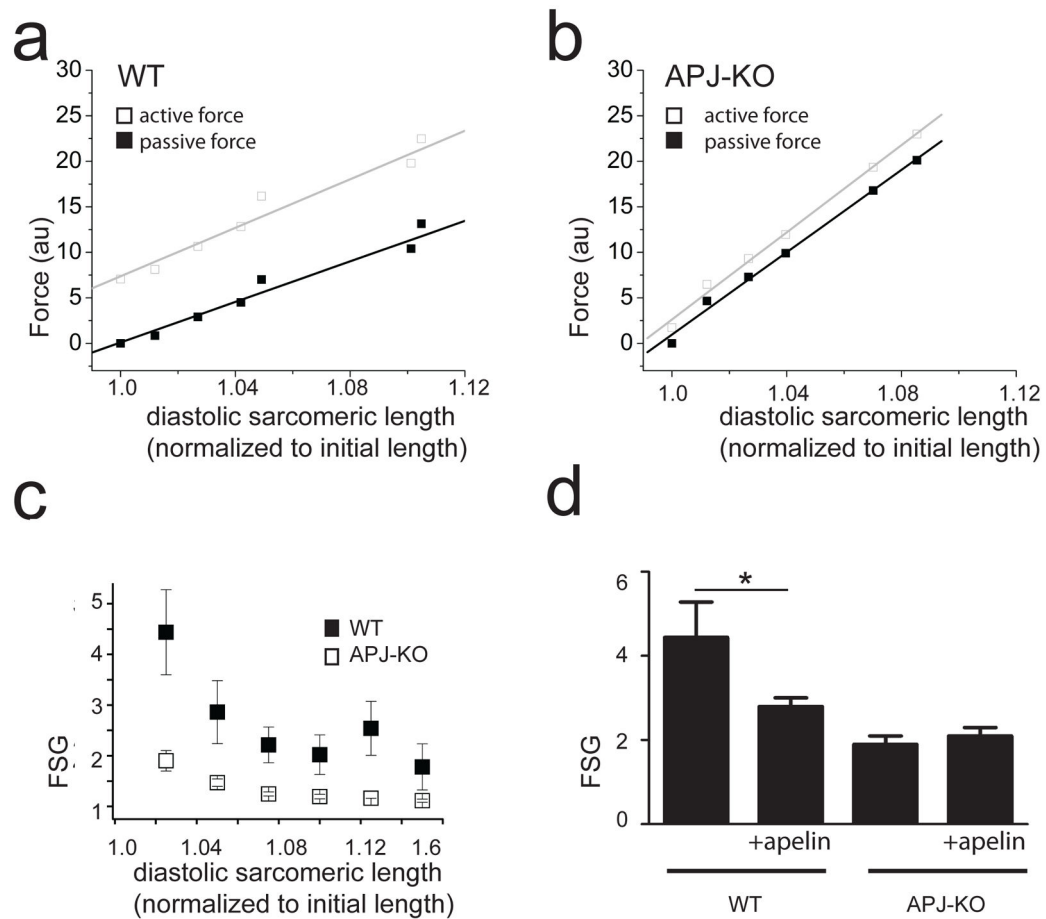 a
WT
active force
passive force
30
25
20
15
10
5
0
Force (au)
1.0
1.04
1.08
1.12
diastolic sarcomeric length
(normalized to initial length)
b
APJ-KO
active force
passive force
30
25
20
15
10
5
0
Force (au)
1.0
1.04
1.08
1.12
diastolic sarcomeric length
(normalized to initial length)
c
WT
APJ-KO
5
4
3
2
1
FSG
1.0
1.04
1.08
1.12
1.6
diastolic sarcomeric length
(normalized to initial length)
d
*
6
4
2
0
FSG
+apelin
+apelin
WT
APJ-KO